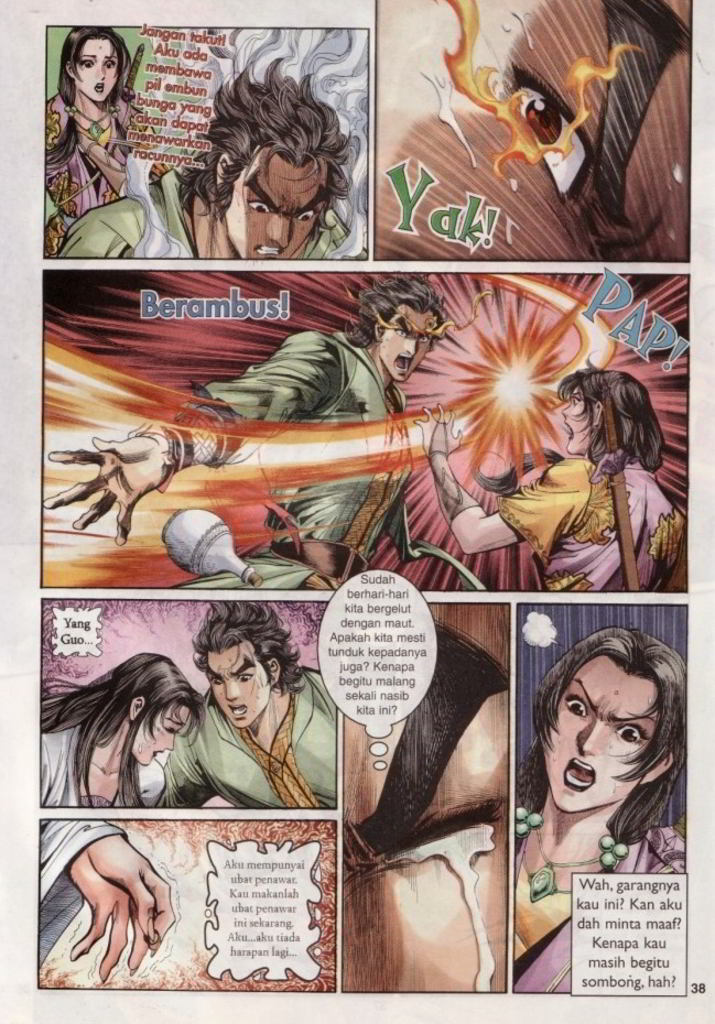 Jangan takut!
Aku ada
membawa
pil embun
bunga yang
akan dapat
menawarkan
racunnya...
Yak!
Berambus!
PAP!
Yang
Guo...
Sudah
berhari-hari
kita bergelut
dengan maut.
Apakah kita mesti
tunduk kepadanya
juga? Kenapa
begitu malang
sekali nasib
kita ini?
Aku mempunyai
ubat penawar.
Kau makanlah
ubat penawar
ini sekarang.
Aku...aku tiada
harapan lagi...
Wah, garangnya
kau ini? Kan aku
dah minta maaf?
Kenapa kau
masih begitu
sombong, hah?
38